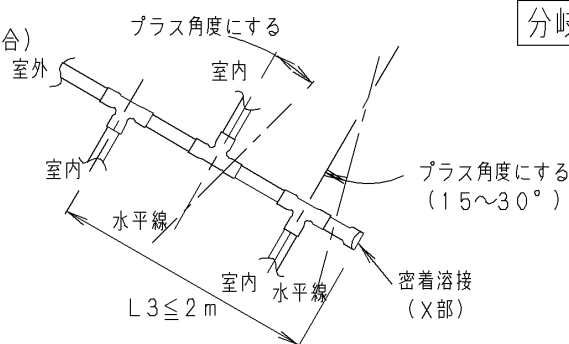 合)
プラス角度にする
室外
室内
室内
プラス角度にする
(15～30°)
水平線
室内
水平線
密着溶接
(X部)
L3≦2m